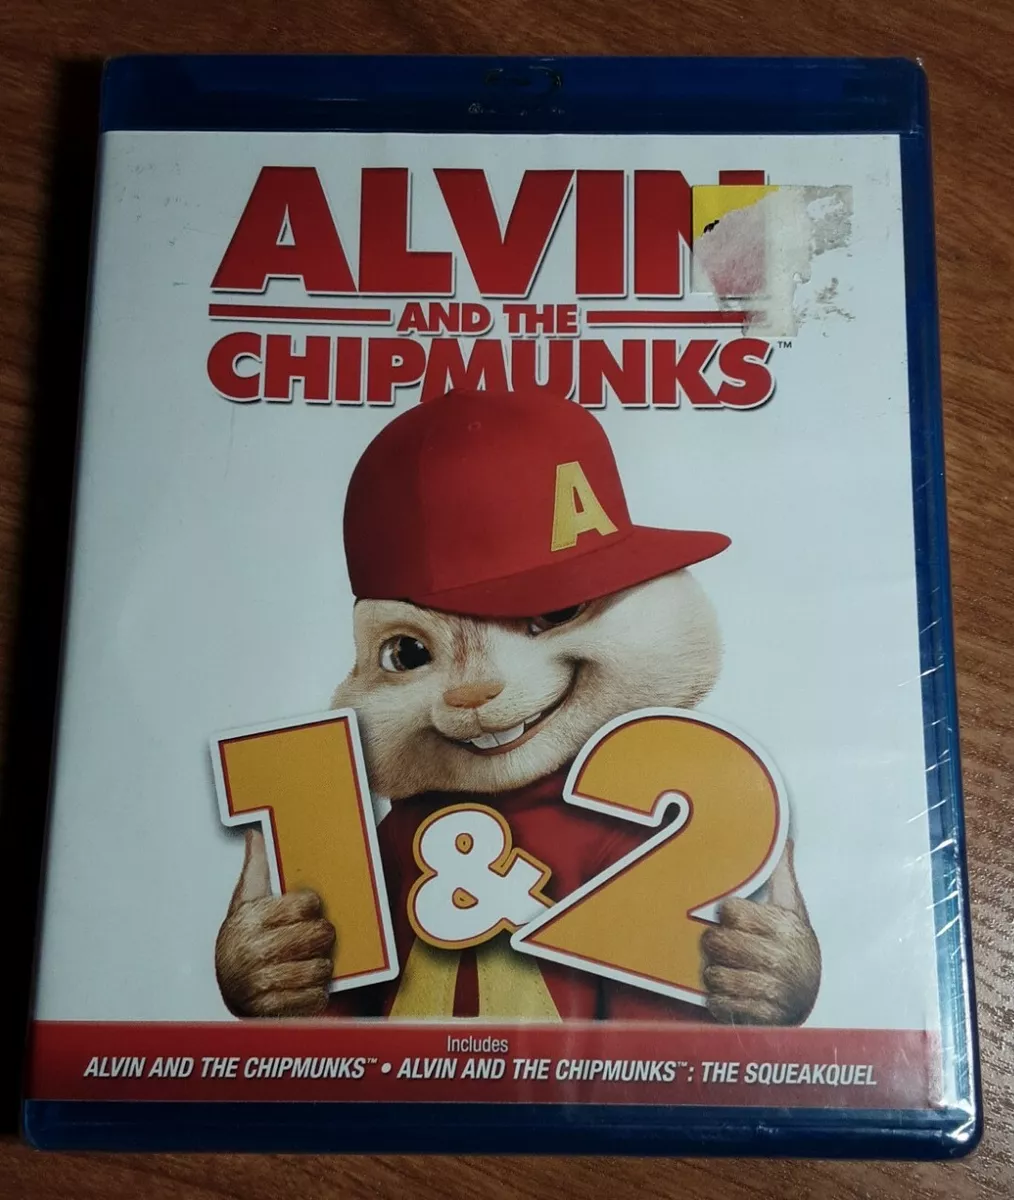 ALVIN
AND THE
CHIPMUNKS™
A
1 & 2
Includes
ALVIN AND THE CHIPMUNKS™ • ALVIN AND THE CHIPMUNKS™: THE SQUEAKQUEL